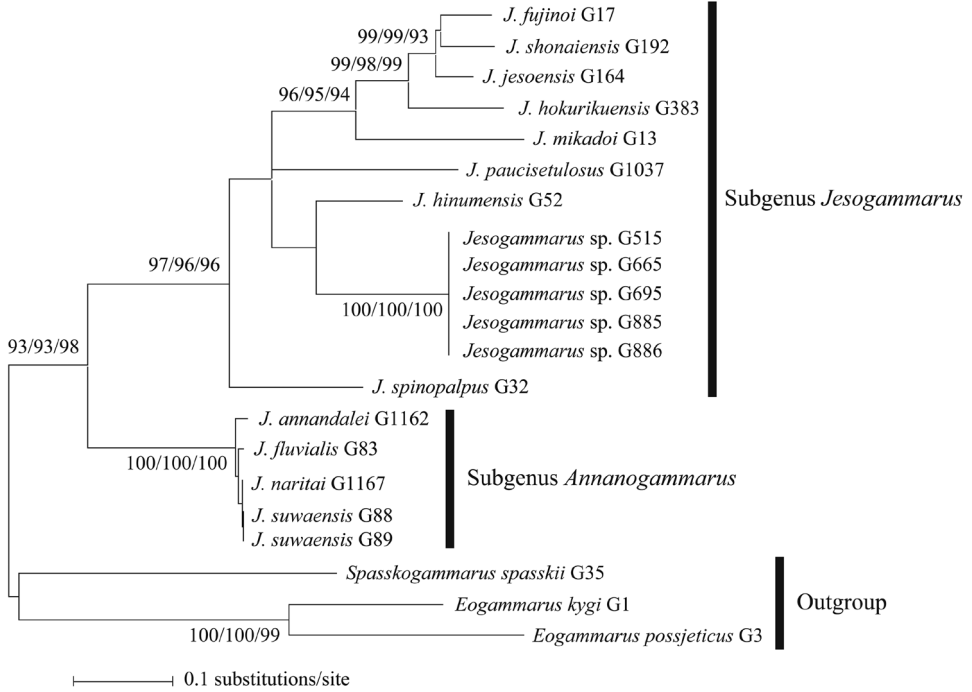 J. fujinoi G17
99/99/93
J. shonaiensis G192
99/98/99
J. jesoensis G164
96/95/94
J. hokurikuensis G383
J. mikadoi G13
J. paucisetulosus G1037
J. hinumensis G52
Subgenus Jesogammarus
Jesogammarus sp. G515
97/96/96
Jesogammarus sp. G665
Jesogammarus sp. G695
100/100/100
Jesogammarus sp. G885
93/93/98
Jesogammarus sp. G886
J. spinopalpus G32
J. annandalei G1162
J. fluvialis G83
100/100/100
Subgenus Annanogammarus
J. naritai G1167
J. suwaensis G88
J. suwaensis G89
Spasskogammarus spasskii G35
Outgroup
Eogammarus kygi G1
100/100/99
Eogammarus possjeticus G3
0.1 substitutions/site